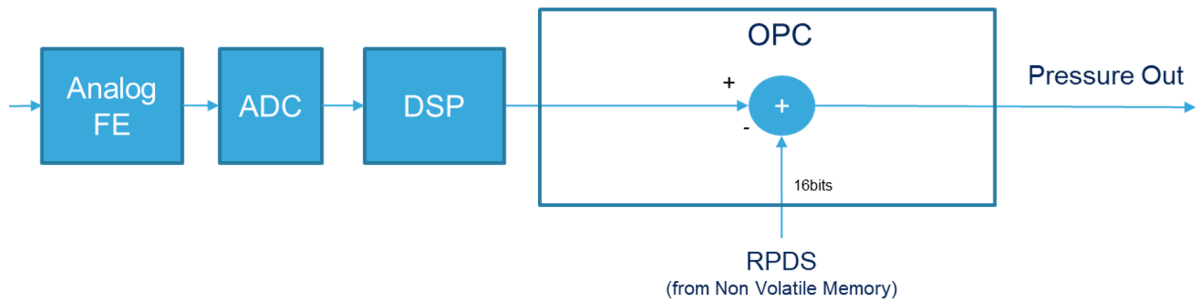 OPC
Analog
FE
ADC
DSP
+
+
-
Pressure Out
16bits
RPDS
(from Non Volatile Memory)